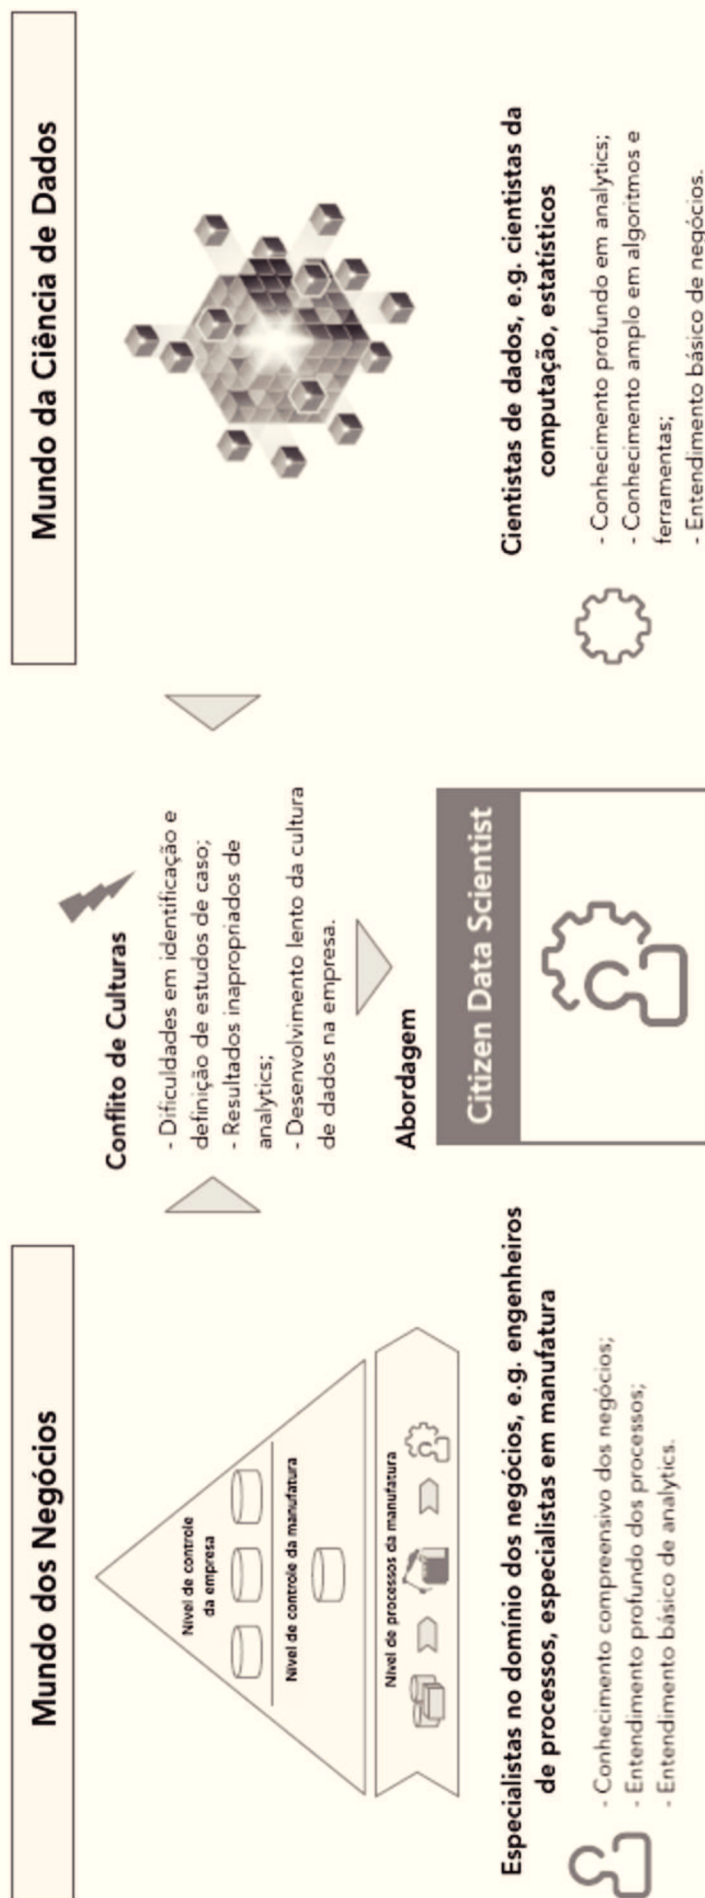 Mundo dos Negócios
Nível de controle
da empresa
Nível de controle da manufatura
Nível de processos da manufatura
Especialistas no domínio dos negócios, e.g. engenheiros
de processos, especialistas em manufatura
- Conhecimento compreensivo dos negócios;
- Entendimento profundo dos processos;
- Entendimento básico de analytics.
Conflito de Culturas
- Dificuldades em identificação e
definição de estudos de caso;
- Resultados inapropriados de
analytics;
- Desenvolvimento lento da cultura
de dados na empresa.
Abordagem
Citizen Data Scientist
Mundo da Ciência de Dados
Cientistas de dados, e.g. cientistas da
computação, estatísticos
- Conhecimento profundo em analytics;
- Conhecimento amplo em algoritmos e
ferramentas;
- Entendimento básico de negócios.